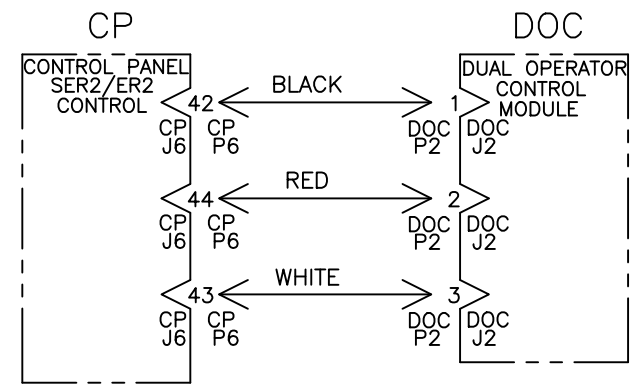 CP
DOC
CONTROL PANEL
SER2/ER2
CONTROL
DUAL OPERATOR
CONTROL
MODULE
42
BLACK
1
CP
J6
CP
P6
DOC
P2
DOC
J2
44
RED
2
CP
J6
CP
P6
DOC
P2
DOC
J2
43
WHITE
3
CP
J6
CP
P6
DOC
P2
DOC
J2